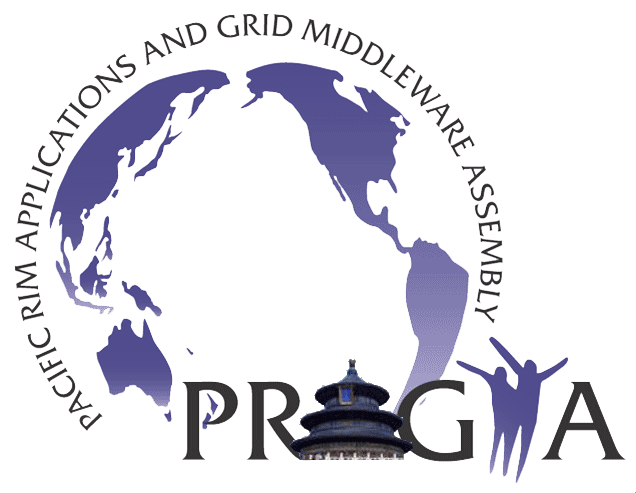 PACIFIC RIM APPLICATIONS AND GRID MIDDLEWARE ASSEMBLY
PRAGMA